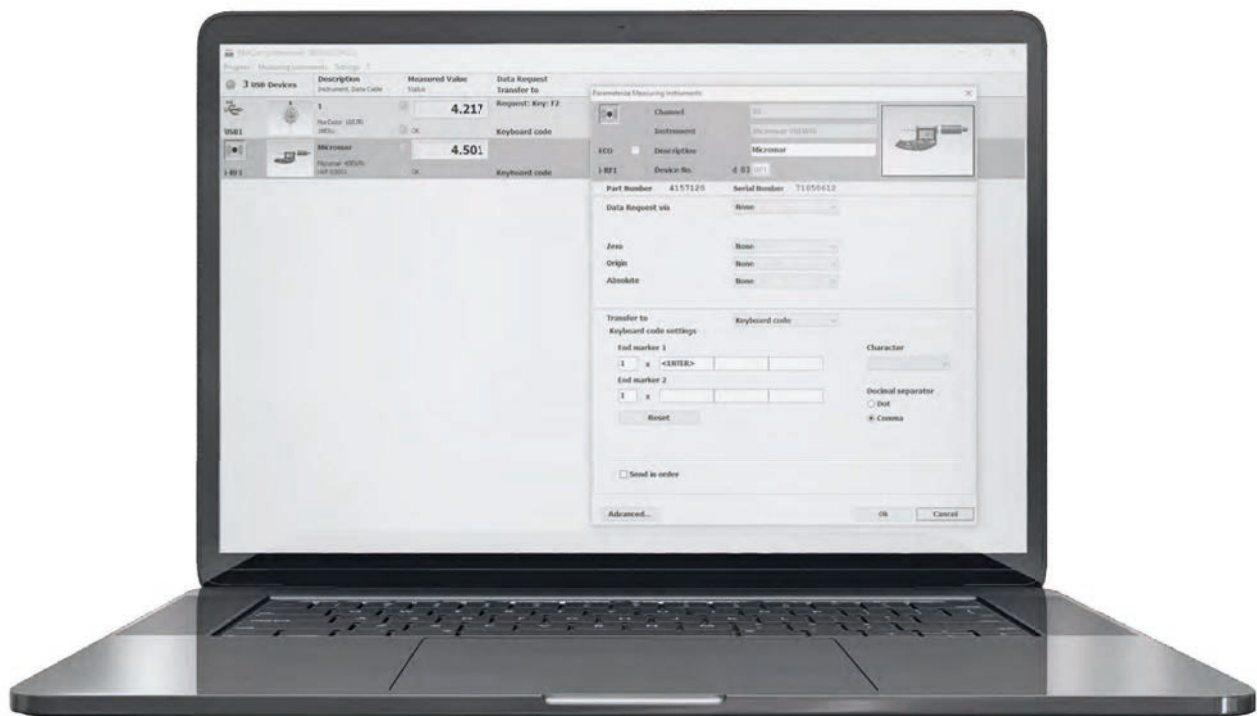 3 USB-Devices
Description
Measured Value
Status
Data Request
Transfer to
USB1
1
4.217
OK
Request: Key: F2
Keyboard code
i-RF1
Micromar
4.501
OK
Keyboard code
Parameterize Measuring Instruments
Channel
Instrument
ECO
Description
Micromar
i-RF1
Device No.
Part Number
4157120
Serial Number
Data Request via
None
Zero
None
Origin
None
Absolute
None
Transfer to
Keyboard code
Keyboard code settings
End marker 1
1 x <ENTER>
End marker 2
1 x
Reset
Character
Decimal separator
Dot
Comma
Send in order
Advanced...
Ok
Cancel